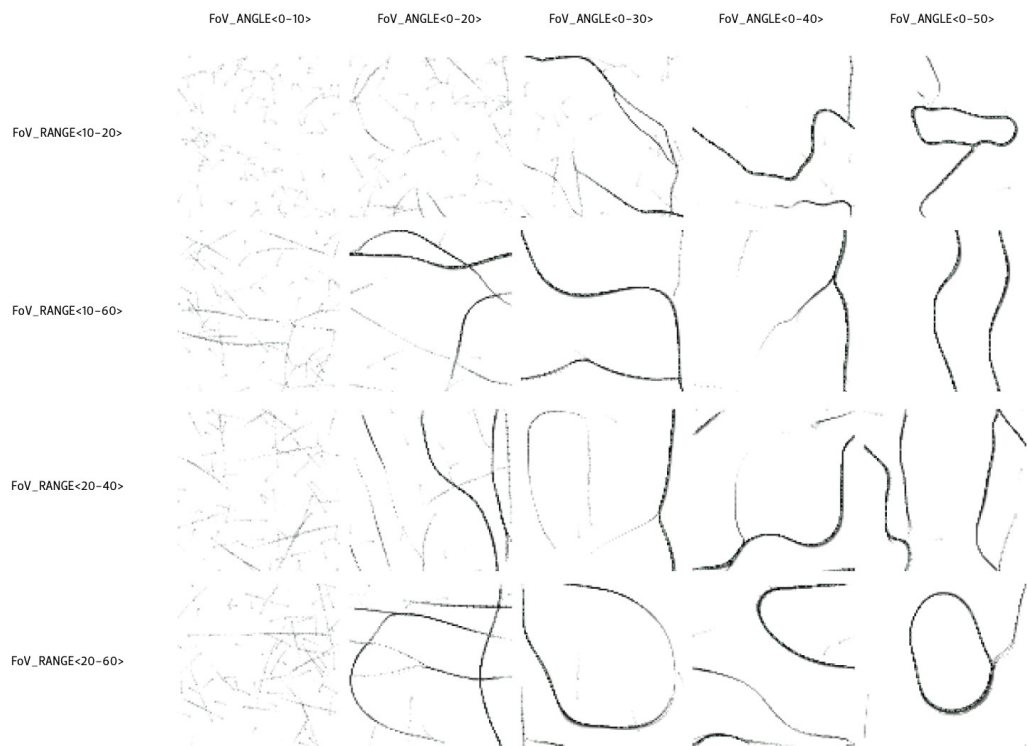 FoV_ANGLE<0-10> FoV_ANGLE<0-20> FoV_ANGLE<0-30> FoV_ANGLE<0-40> FoV_ANGLE<0-50>
FoV_RANGE<10-20>
FoV_RANGE<10-60>
FoV_RANGE<20-40>
FoV_RANGE<20-60>